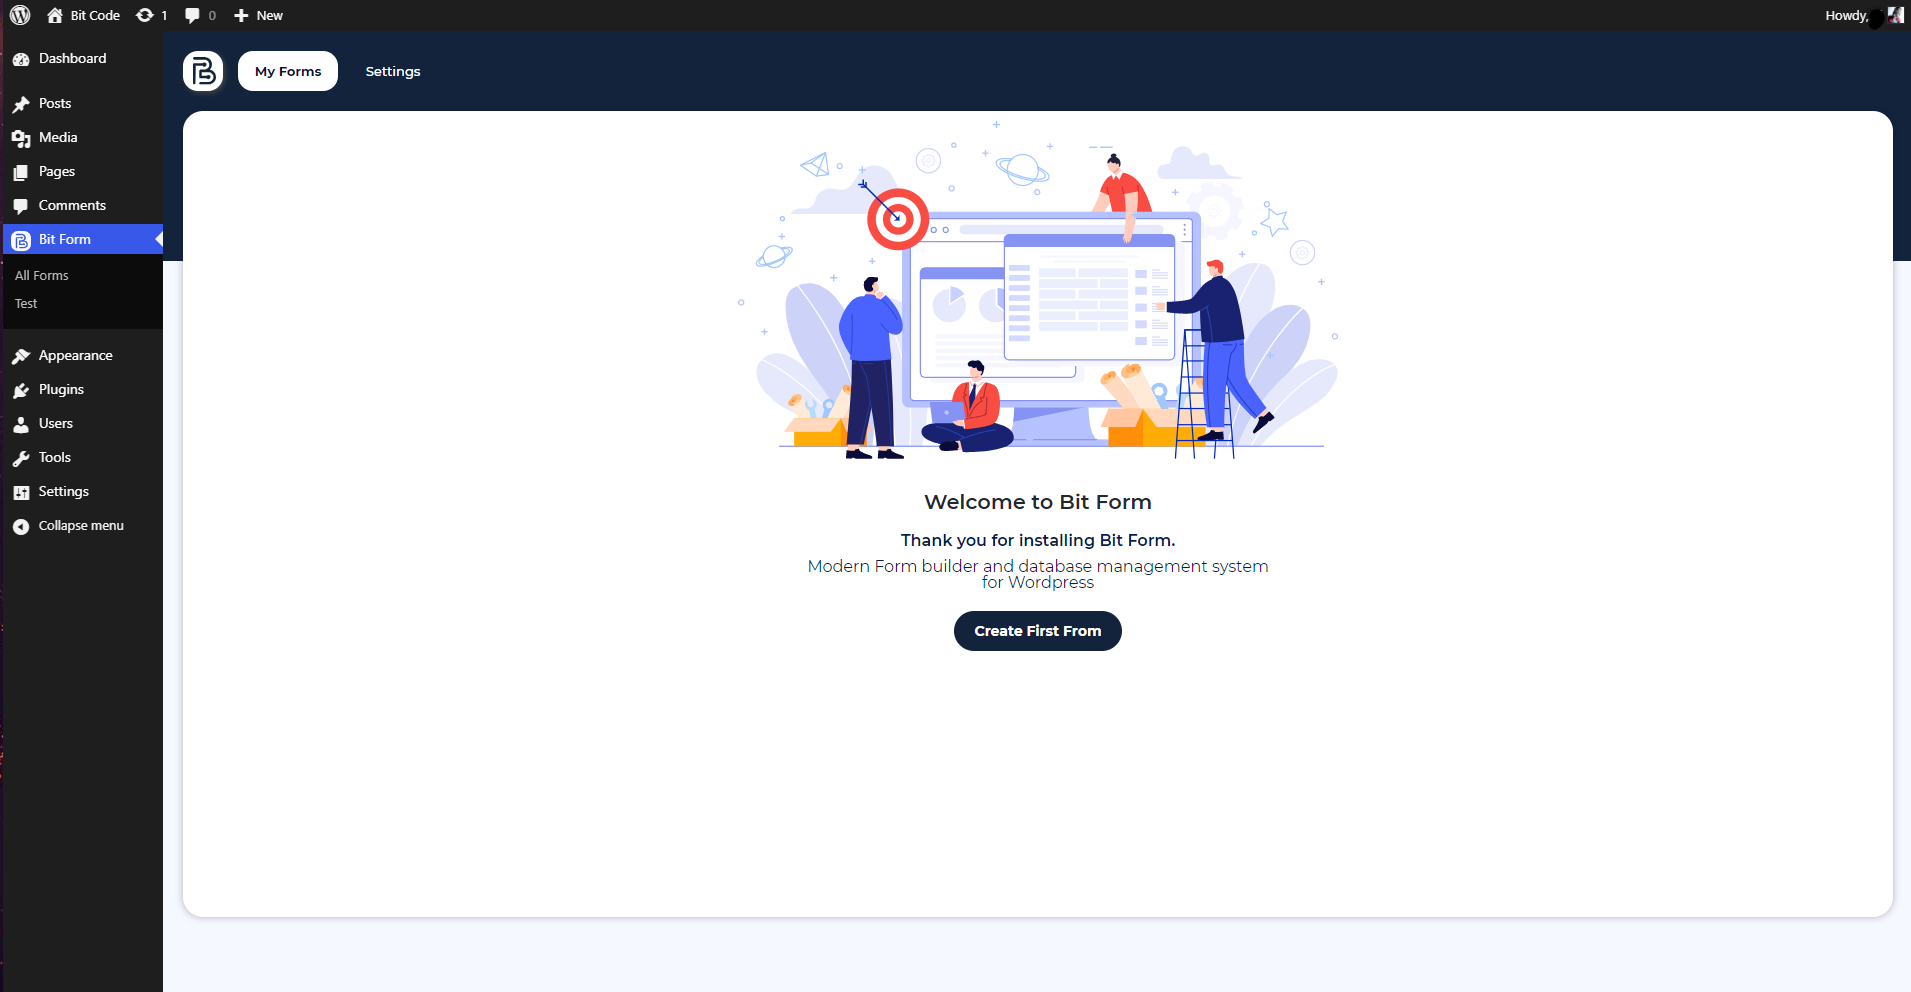 Bit Code 1 0 New Howdy,
Dashboard
Posts
Media
Pages
Comments
Bit Form
All Forms
Test
Appearance
Plugins
Users
Tools
Settings
Collapse menu
My Forms Settings
Welcome to Bit Form
Thank you for installing Bit Form.
Modern Form builder and database management system
for Wordpress
Create First From